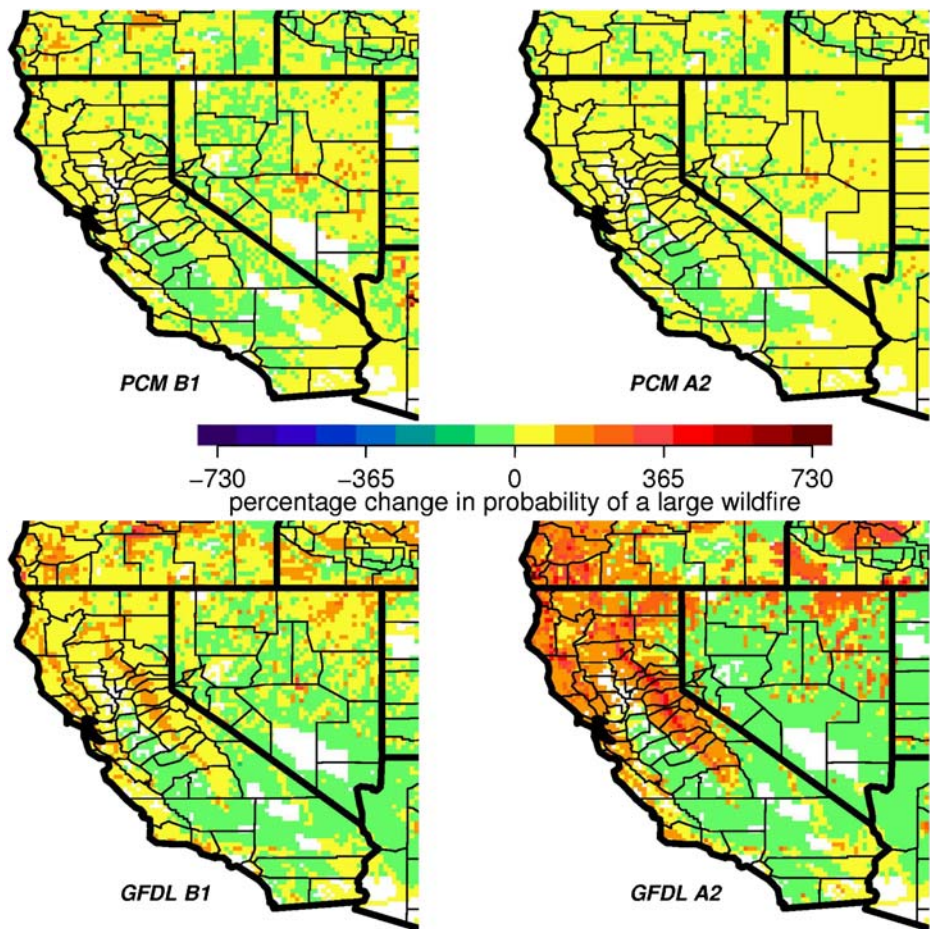 PCM B1
PCM A2
−730 −365 0 365 730
percentage change in probability of a large wildfire
GFDL B1
GFDL A2